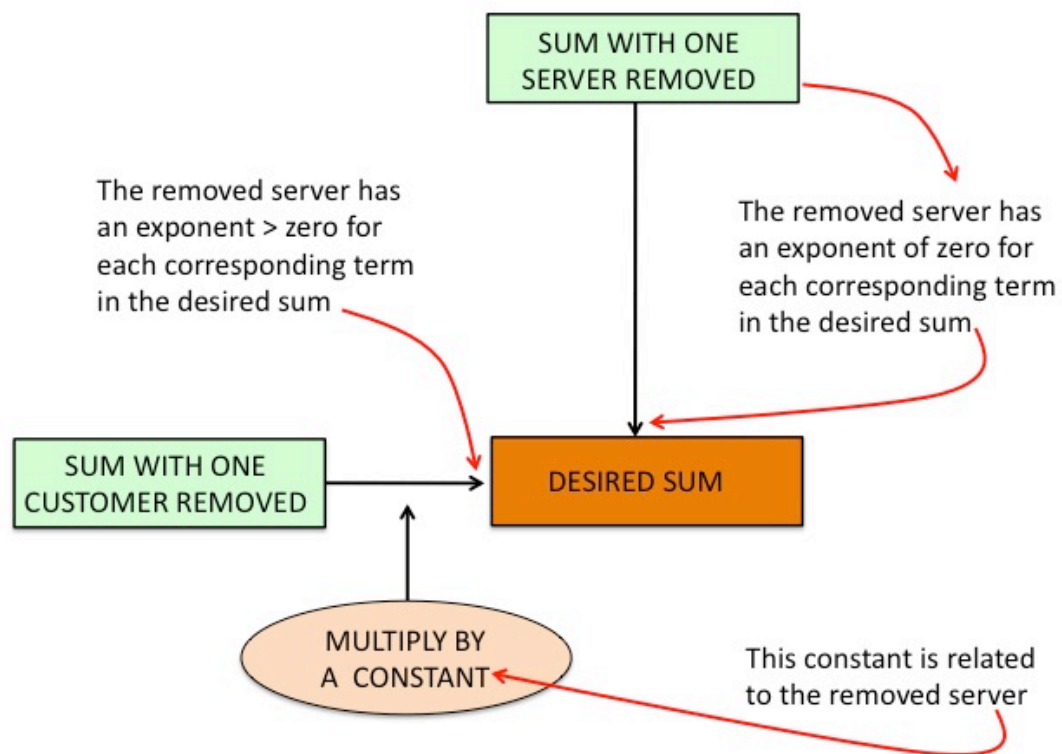 SUM WITH ONE
SERVER REMOVED
The removed server has
an exponent > zero for
each corresponding term
in the desired sum
The removed server has
an exponent of zero for
each corresponding term
in the desired sum
SUM WITH ONE
CUSTOMER REMOVED
DESIRED SUM
MULTIPLY BY
A CONSTANT
This constant is related
to the removed server